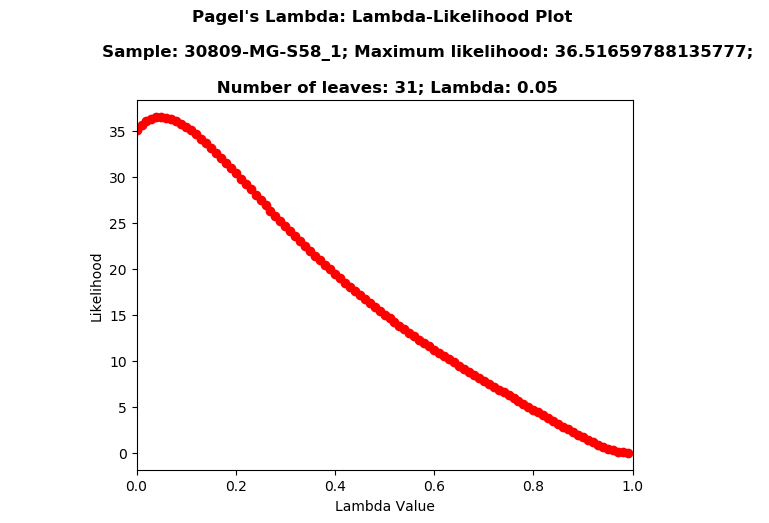 Pagel's Lambda: Lambda-Likelihood Plot
Sample: 30809-MG-S58_1; Maximum likelihood: 36.51659788135777;
Number of leaves: 31; Lambda: 0.05
35
30
25
20
15
10
5
0
Likelihood
0.0 0.2 0.4 0.6 0.8 1.0
Lambda Value